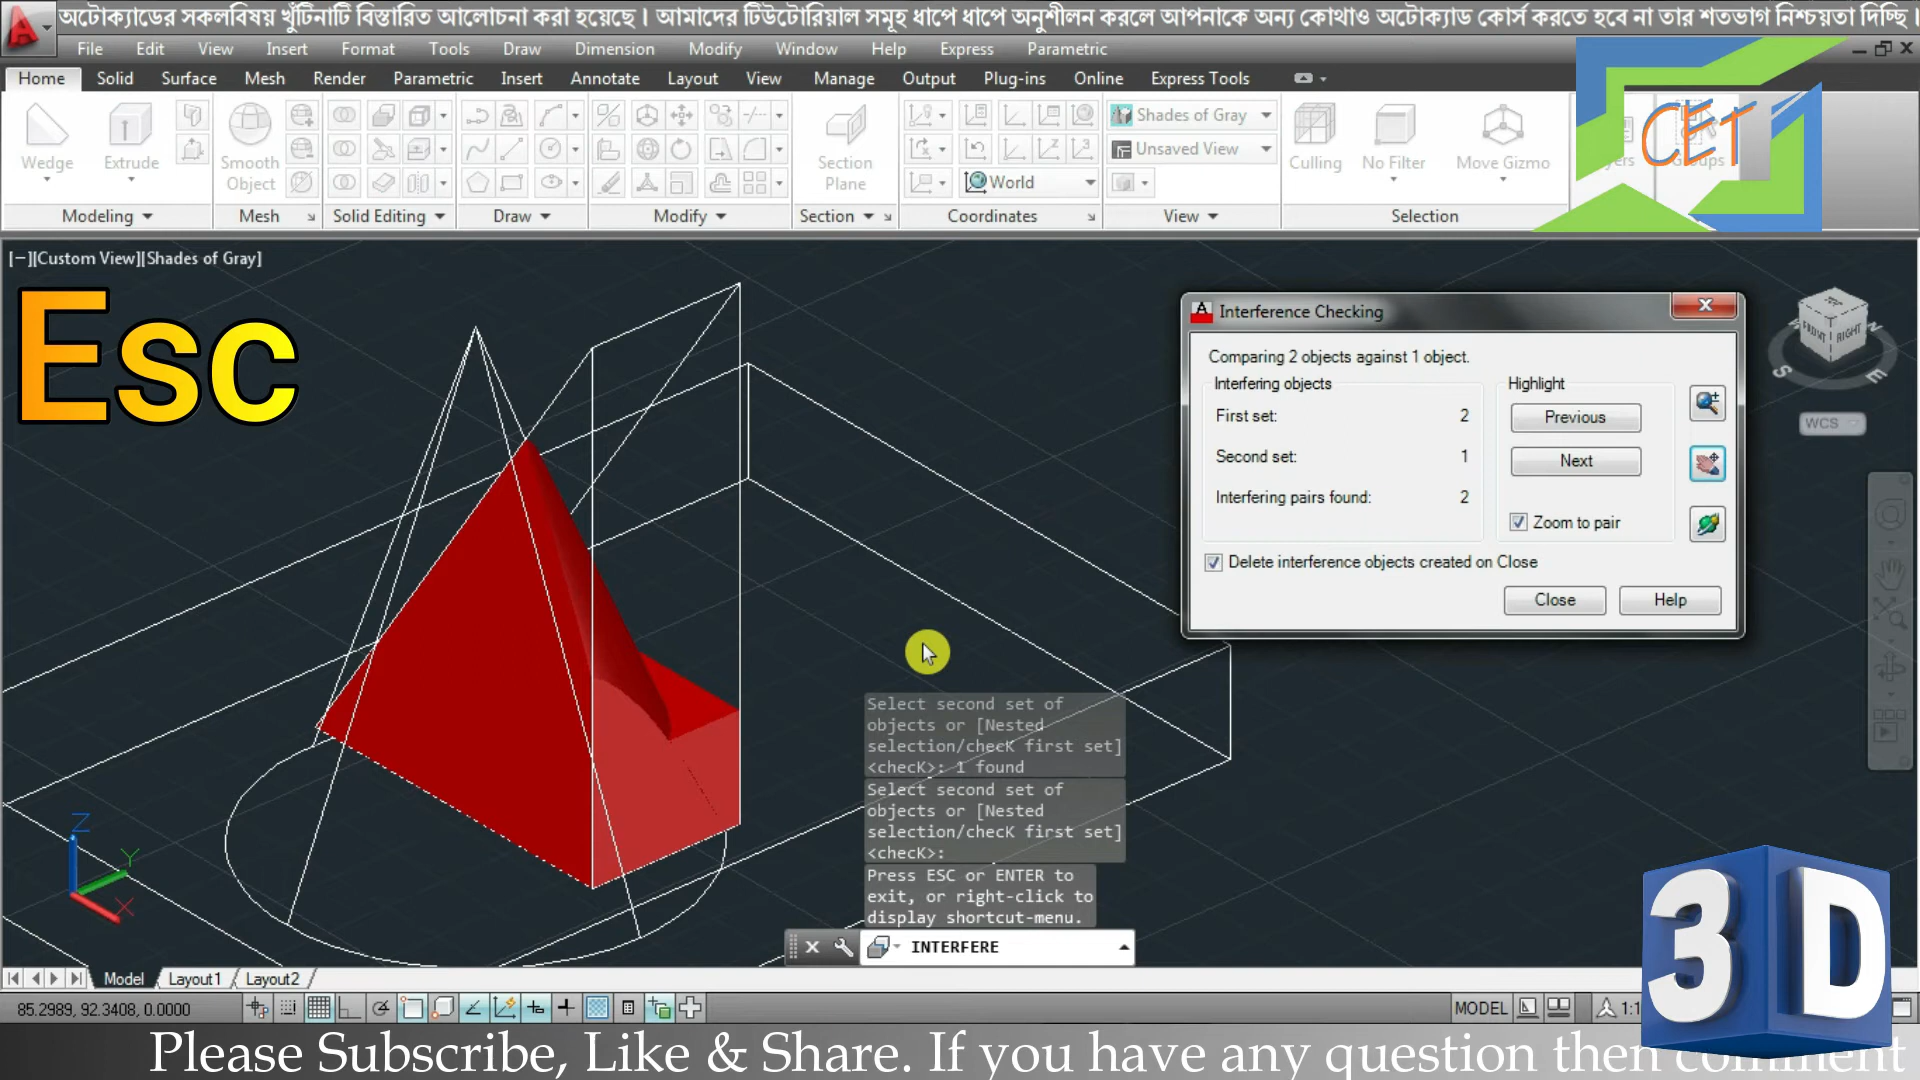 অটোক্যাডের সকলবিষয় খুঁটিনাটি বিস্তারিত আলোচনা করা হয়েছে। আমাদের টিউটোরিয়াল সমূহ ধাপে ধাপে অনুশীলন করলে আপনাকে অন্য কোথাও অটোক্যাড কোর্স করতে হবে না তার শতভাগ নিশ্চয়তা দিচ্ছি।
File Edit View Insert Format Tools Draw Dimension Modify Window Help Express Parametric
Home Solid Surface Mesh Render Parametric Insert Annotate Layout View Manage Output Plug-ins Online Express Tools
CET
Shades of Gray
Wedge Extrude Smooth Object Section Plane
Unsaved View
Culling No Filter Move Gizmo
World
Modeling Mesh Solid Editing Draw Modify Section Coordinates View Selection
[−][Custom View][Shades of Gray]
Esc
Interference Checking
Comparing 2 objects against 1 object.
Interfering objects
First set: 2
Second set: 1
Interfering pairs found: 2
Highlight
Previous
Next
Zoom to pair
Delete interference objects created on Close
Close Help
TOP FRONT RIGHT
S E
WCS
Select second set of
objects or [Nested
selection/checK first set]
<checK>: 1 found
Select second set of
objects or [Nested
selection/checK first set]
<checK>:
Press ESC or ENTER to
exit, or right-click to
display shortcut-menu.
INTERFERE
Z
Y
X
Model Layout1 Layout2
85.2989, 92.3408, 0.0000
MODEL 1:1
3D
Please Subscribe, Like & Share. If you have any question then comment